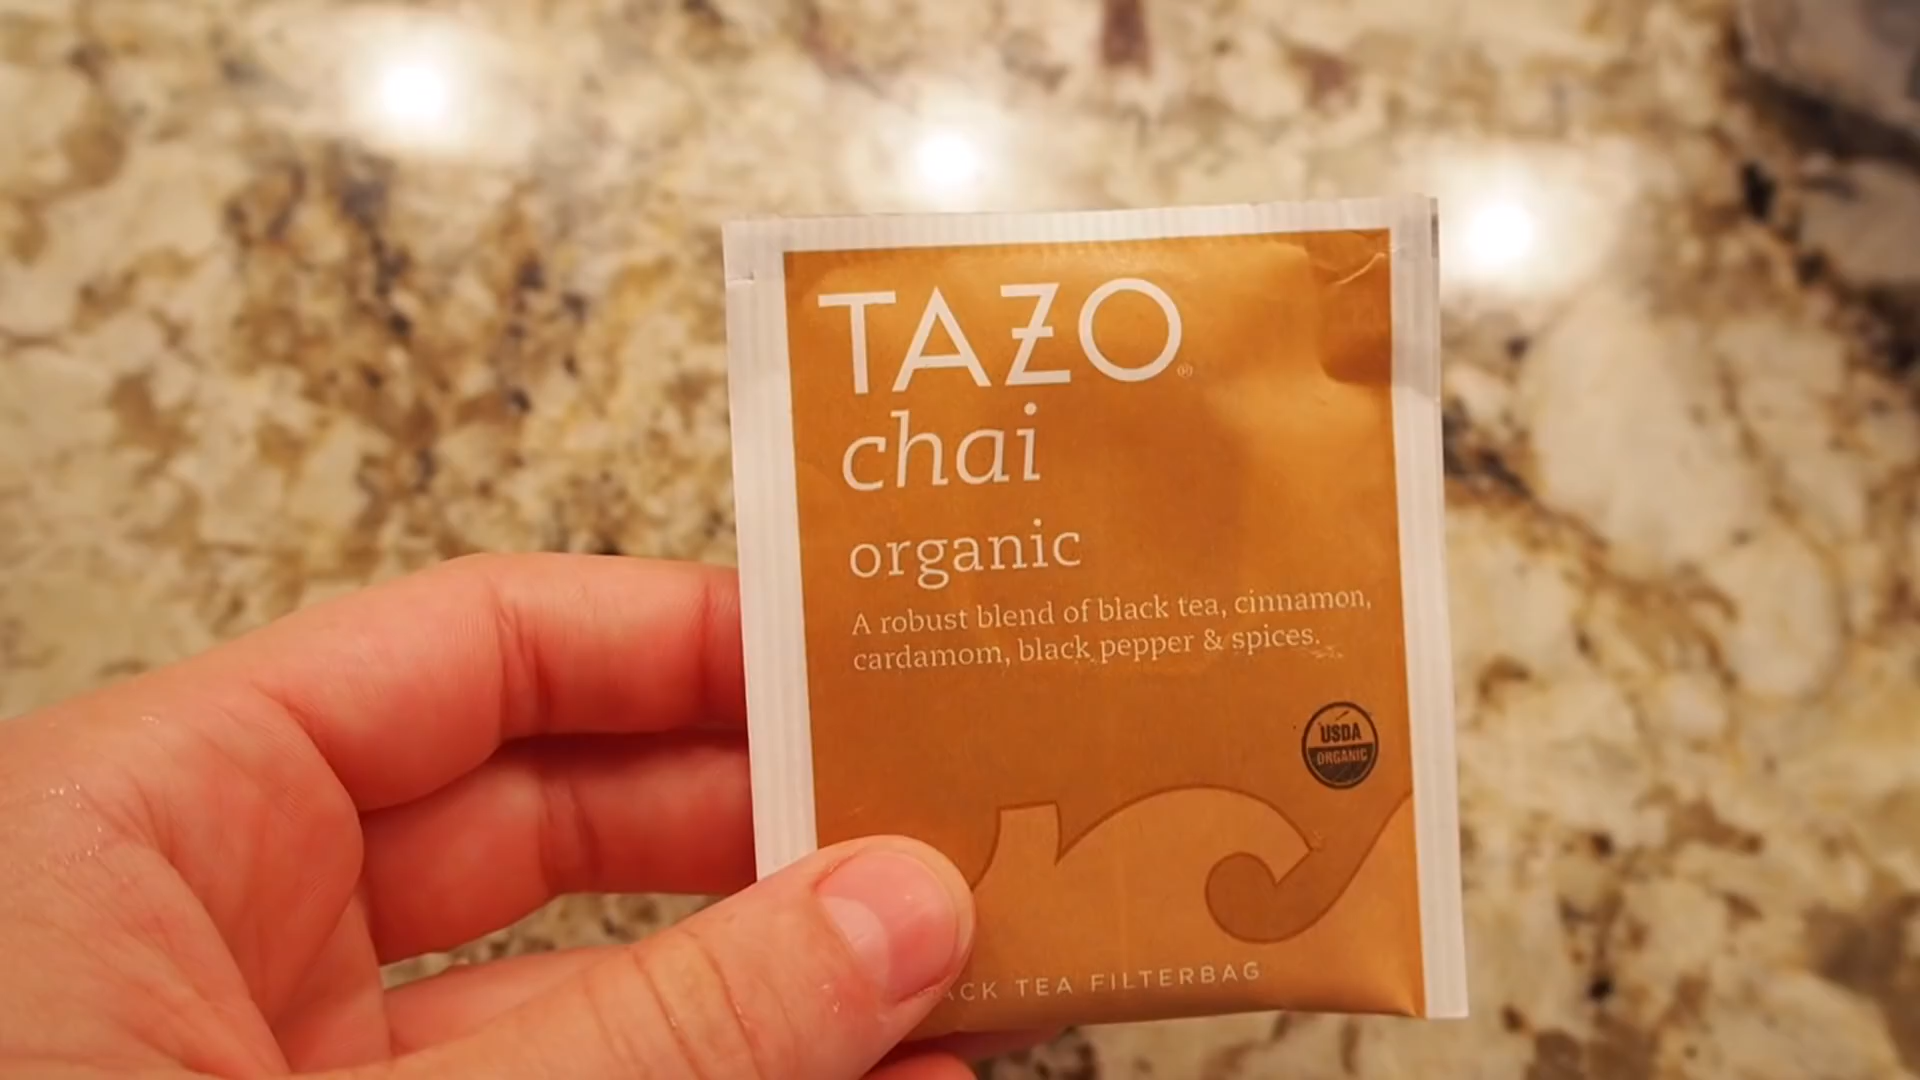 TAZO®
chai
organic
A robust blend of black tea, cinnamon,
cardamom, black pepper & spices.
USDA
ORGANIC
TEA FILTERBAG